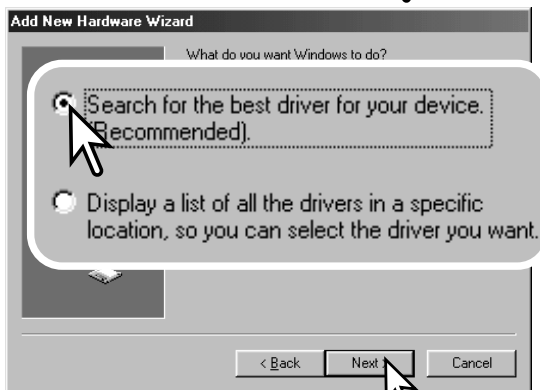 Add New Hardware Wizard
What do you want Windows to do?
Search for the best driver for your device.
(Recommended).
Display a list of all the drivers in a specific
location, so you can select the driver you want.
< Back
Next >
Cancel